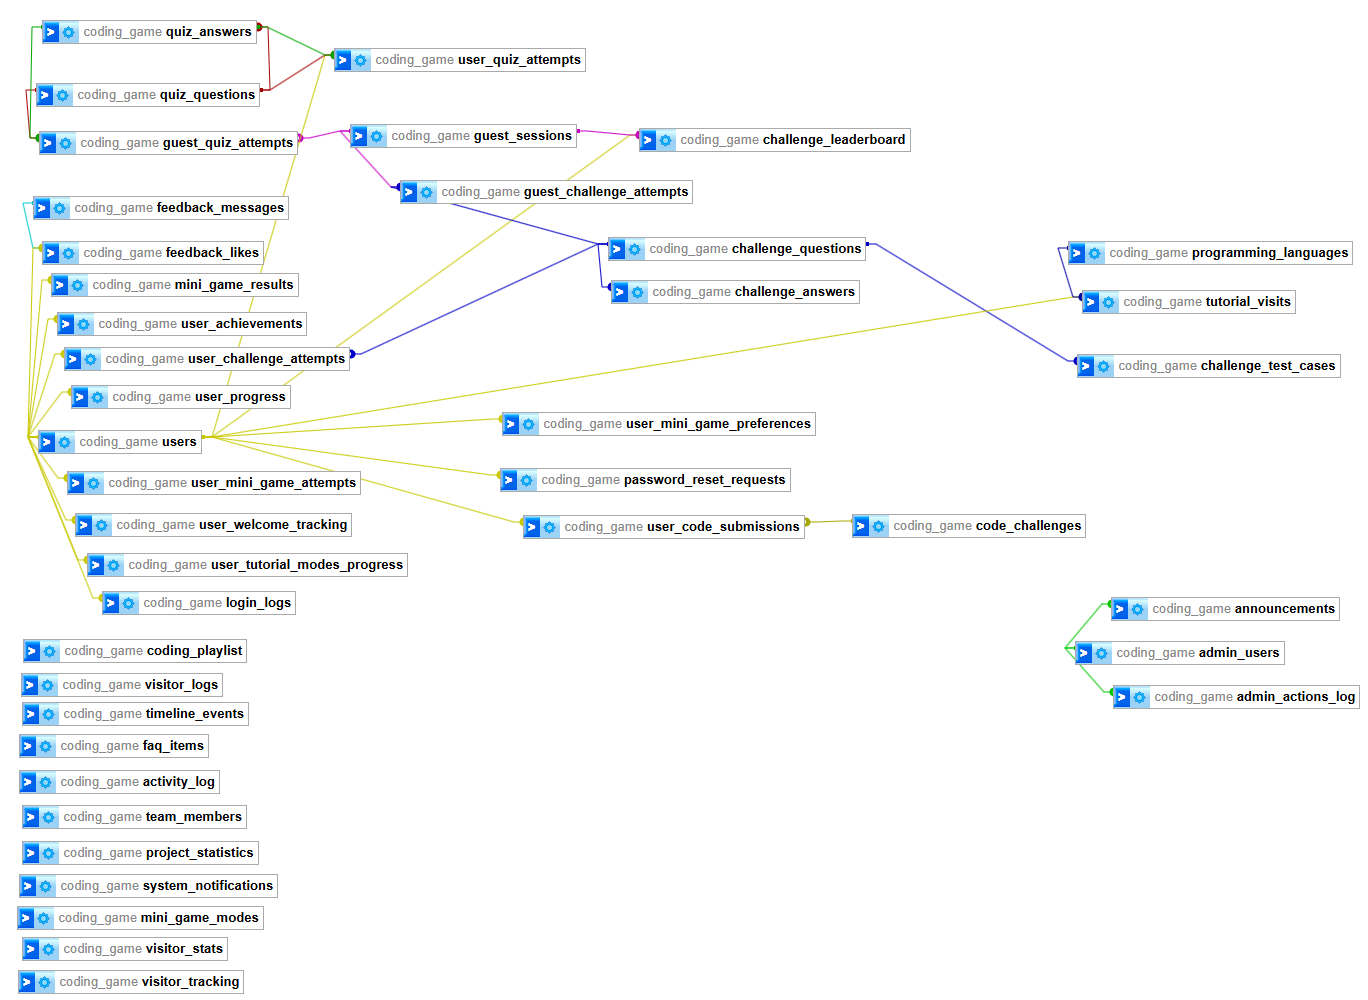 coding_game quiz_answers
coding_game user_quiz_attempts
coding_game quiz_questions
coding_game guest_quiz_attempts
coding_game guest_sessions
coding_game challenge_leaderboard
coding_game guest_challenge_attempts
coding_game feedback_messages
coding_game feedback_likes
coding_game challenge_questions
coding_game programming_languages
coding_game mini_game_results
coding_game challenge_answers
coding_game tutorial_visits
coding_game user_achievements
coding_game user_challenge_attempts
coding_game challenge_test_cases
coding_game user_progress
coding_game user_mini_game_preferences
coding_game users
coding_game user_mini_game_attempts
coding_game password_reset_requests
coding_game user_welcome_tracking
coding_game user_code_submissions
coding_game code_challenges
coding_game user_tutorial_modes_progress
coding_game login_logs
coding_game announcements
coding_game admin_users
coding_game admin_actions_log
coding_game coding_playlist
coding_game visitor_logs
coding_game timeline_events
coding_game faq_items
coding_game activity_log
coding_game team_members
coding_game project_statistics
coding_game system_notifications
coding_game mini_game_modes
coding_game visitor_stats
coding_game visitor_tracking